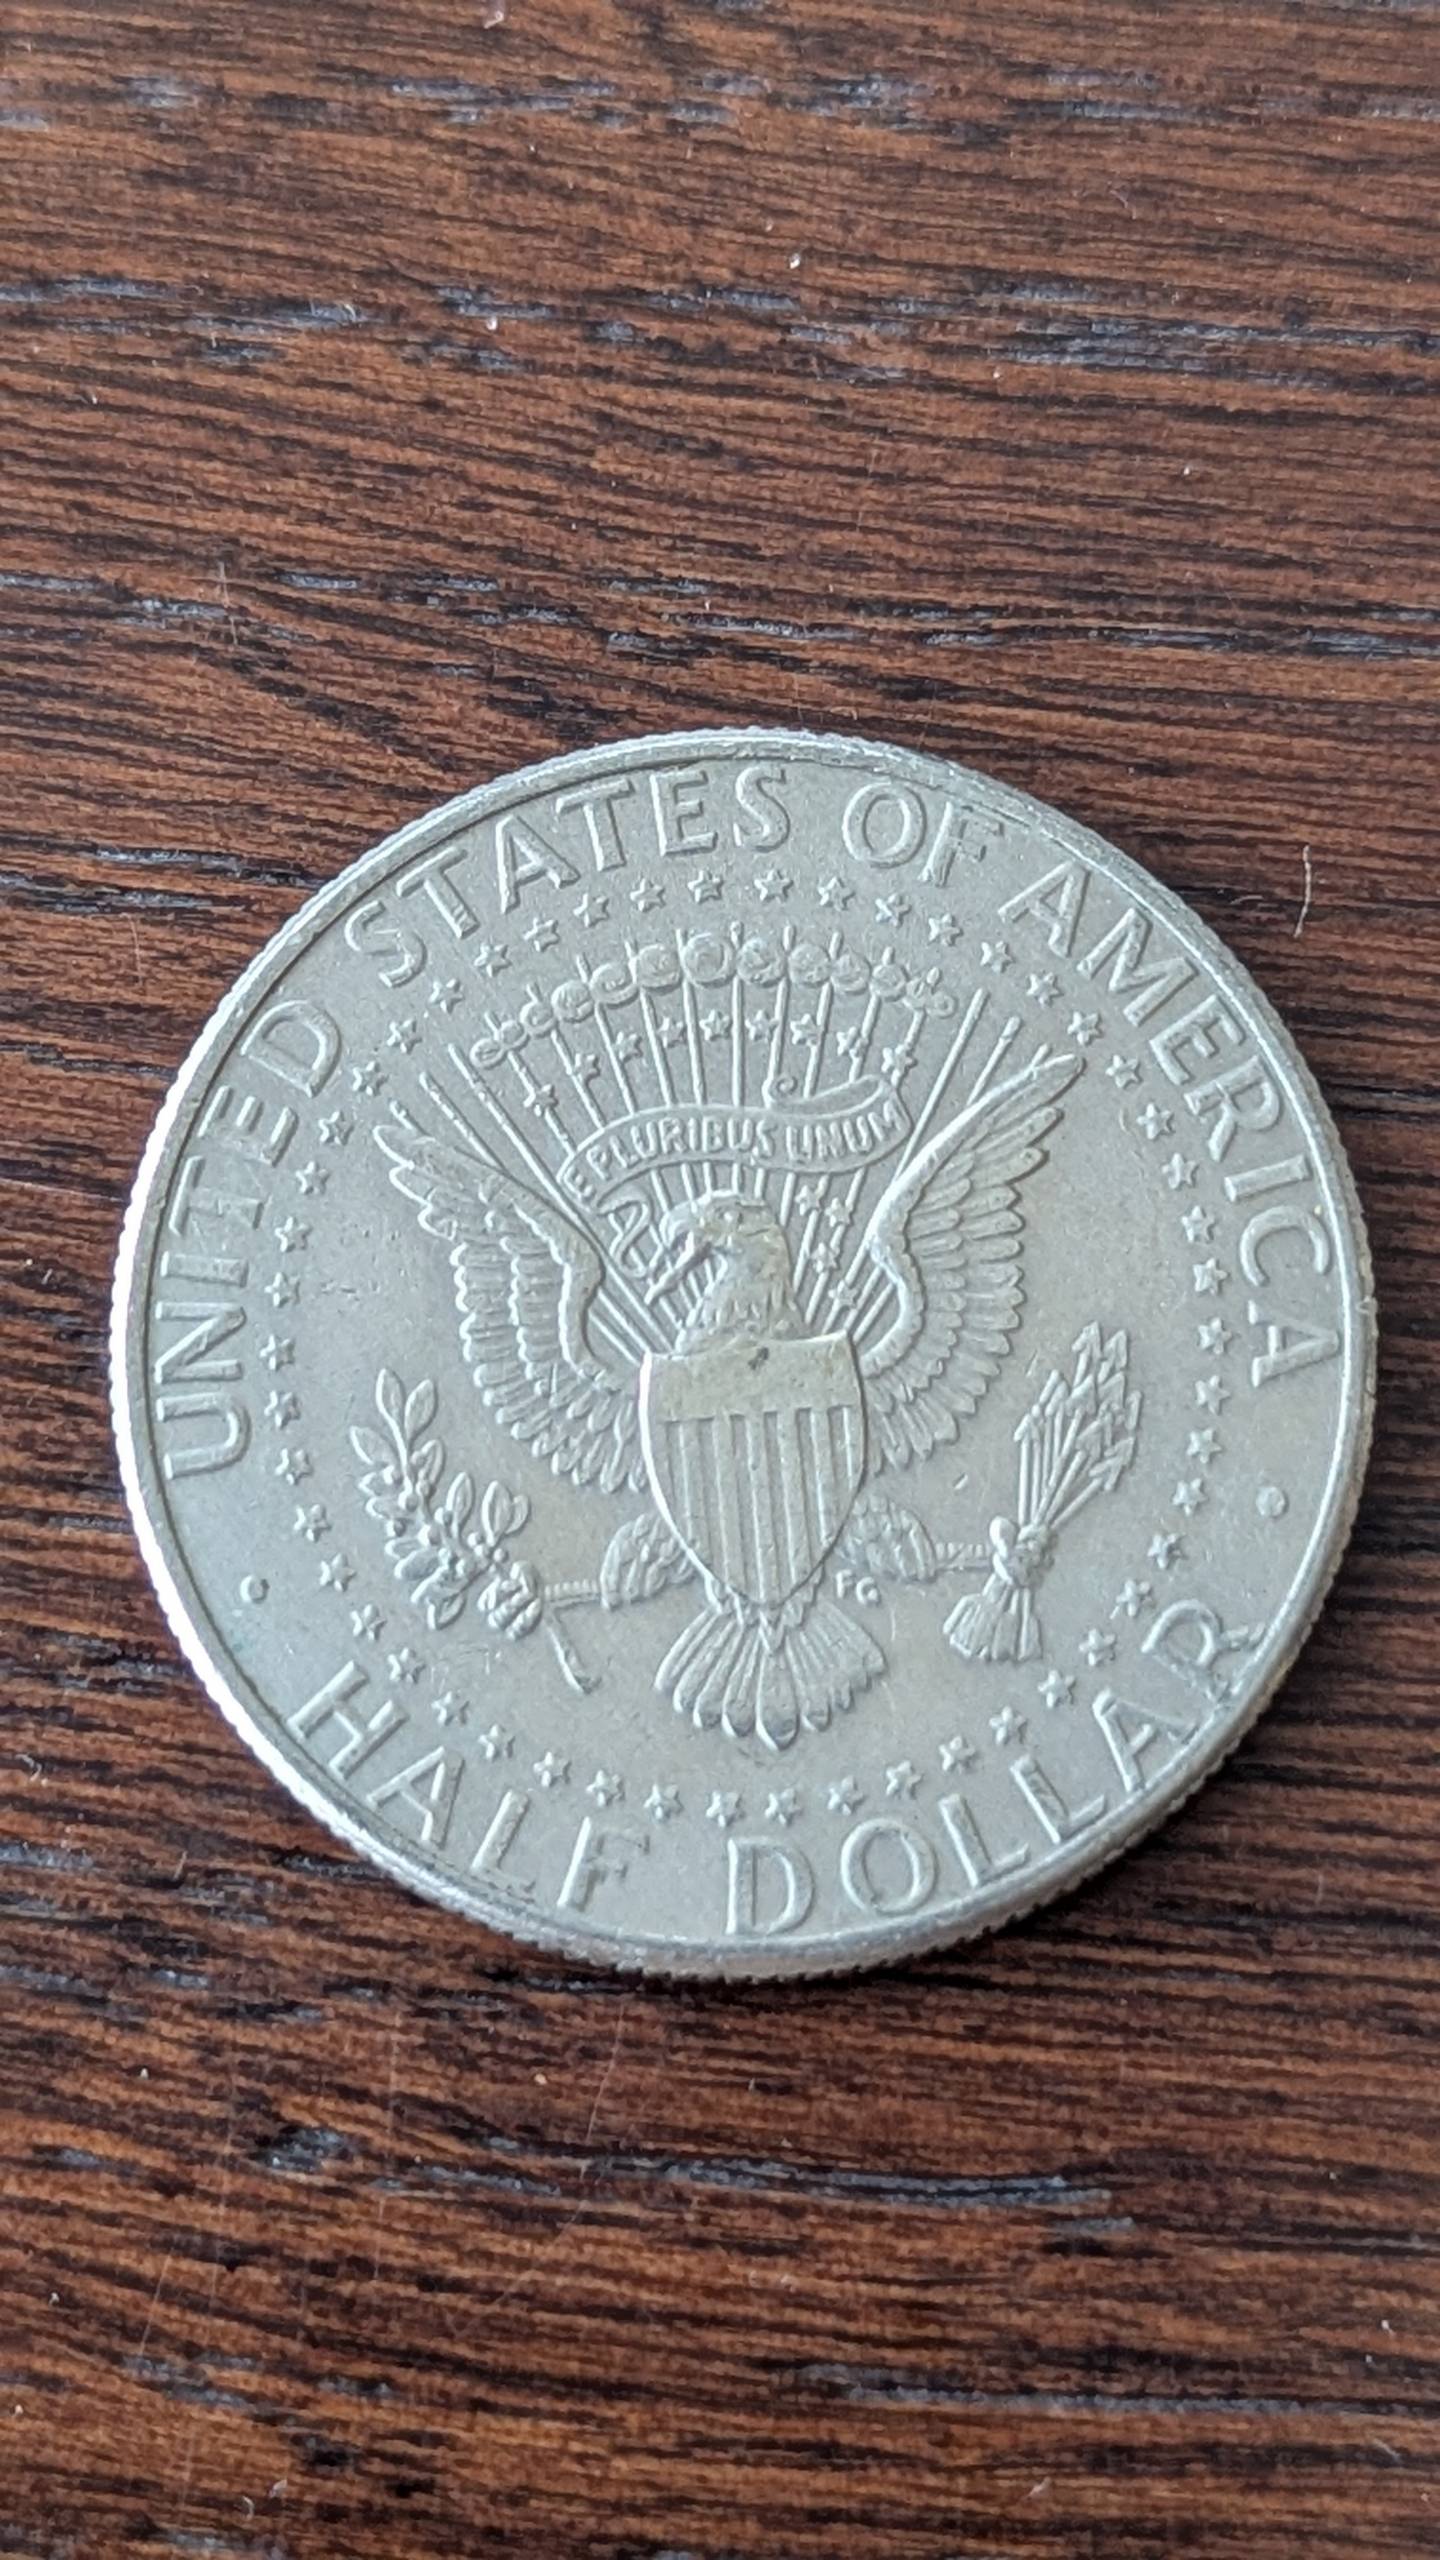 UNITED STATES OF AMERICA
E PLURIBUS UNUM
FG
HALF DOLLAR